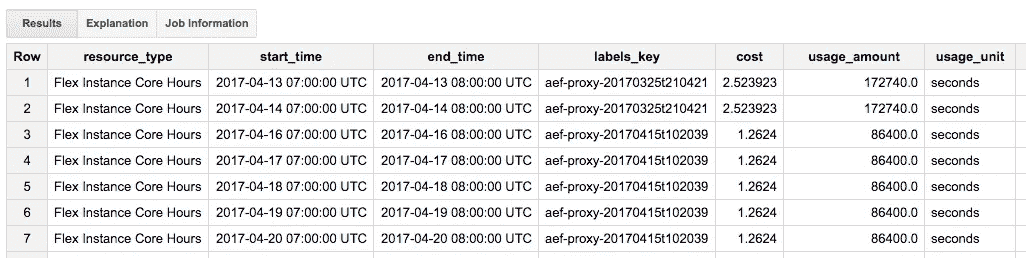 Results Explanation Job Information
Row resource_type start_time end_time labels_key cost usage_amount usage_unit
1 Flex Instance Core Hours 2017-04-13 07:00:00 UTC 2017-04-13 08:00:00 UTC aef-proxy-20170325t210421 2.523923 172740.0 seconds
2 Flex Instance Core Hours 2017-04-14 07:00:00 UTC 2017-04-14 08:00:00 UTC aef-proxy-20170325t210421 2.523923 172740.0 seconds
3 Flex Instance Core Hours 2017-04-16 07:00:00 UTC 2017-04-16 08:00:00 UTC aef-proxy-20170415t102039 1.2624 86400.0 seconds
4 Flex Instance Core Hours 2017-04-17 07:00:00 UTC 2017-04-17 08:00:00 UTC aef-proxy-20170415t102039 1.2624 86400.0 seconds
5 Flex Instance Core Hours 2017-04-18 07:00:00 UTC 2017-04-18 08:00:00 UTC aef-proxy-20170415t102039 1.2624 86400.0 seconds
6 Flex Instance Core Hours 2017-04-19 07:00:00 UTC 2017-04-19 08:00:00 UTC aef-proxy-20170415t102039 1.2624 86400.0 seconds
7 Flex Instance Core Hours 2017-04-20 07:00:00 UTC 2017-04-20 08:00:00 UTC aef-proxy-20170415t102039 1.2624 86400.0 seconds